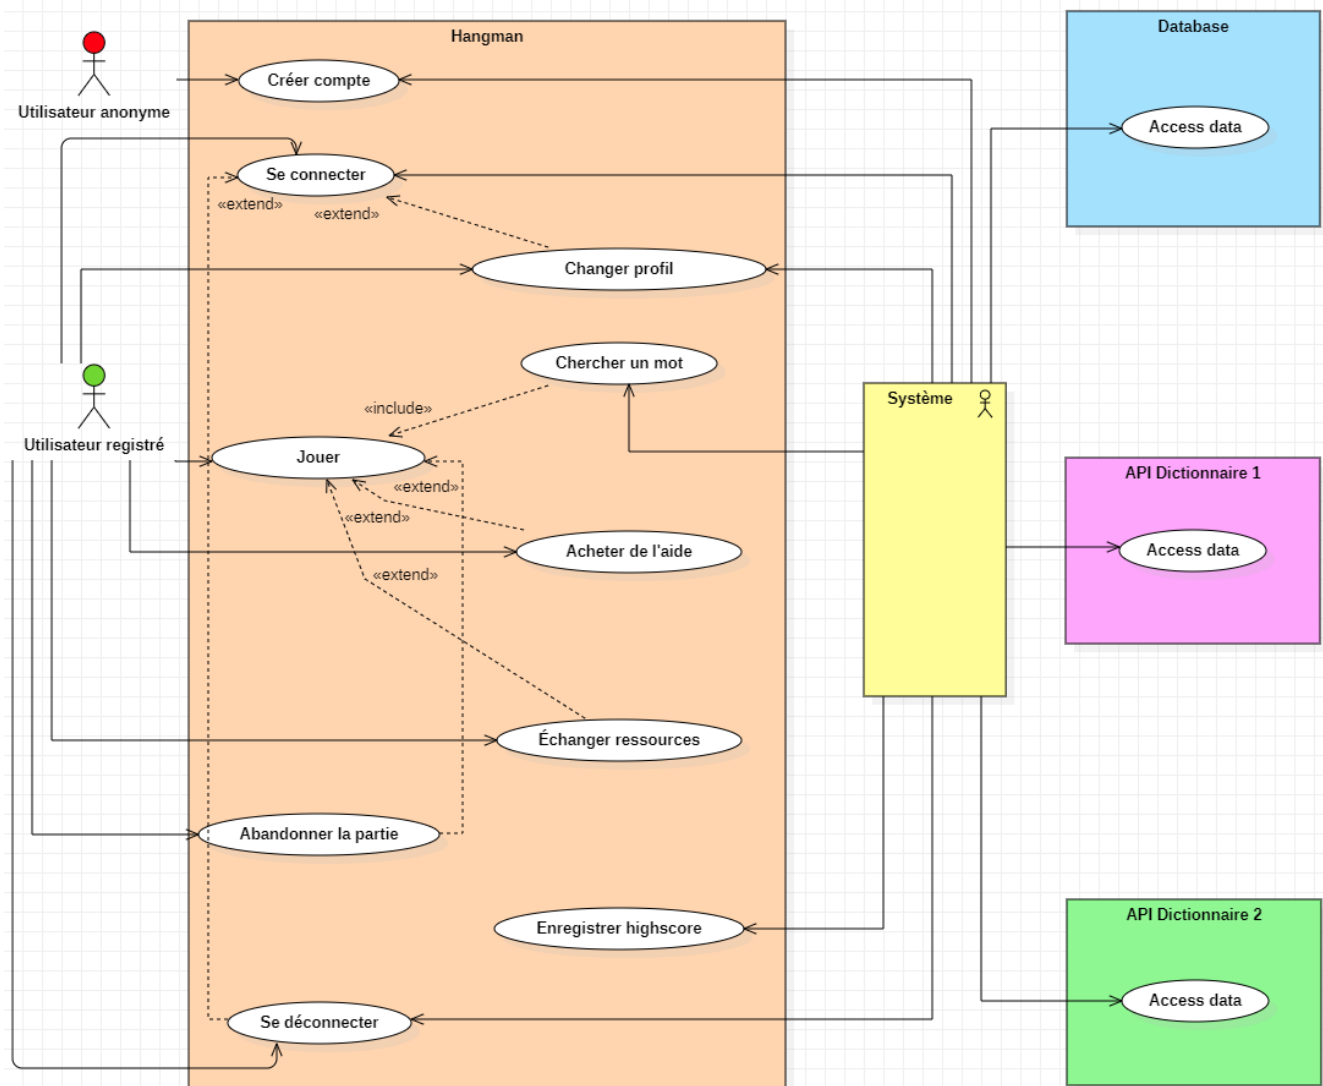 Hangman
Database
Créer compte
Utilisateur anonyme
Access data
Se connecter
«extend»
«extend»
Changer profil
Chercher un mot
Système
«include»
Utilisateur registré
Jouer
API Dictionnaire 1
«extend»
«extend»
Acheter de l'aide
Access data
«extend»
Échanger ressources
Abandonner la partie
API Dictionnaire 2
Enregistrer highscore
Access data
Se déconnecter